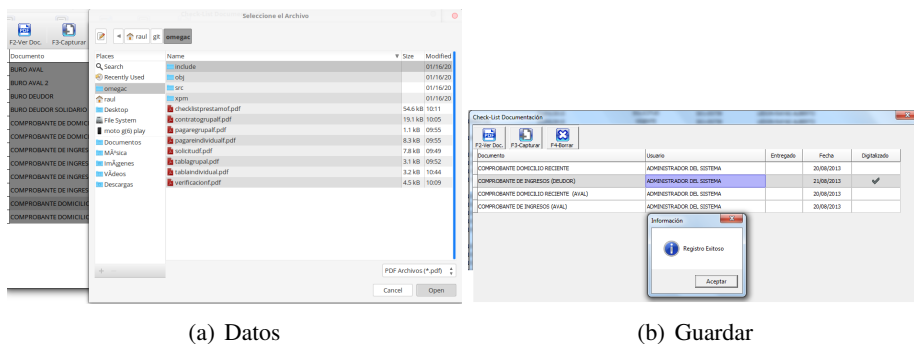 Seleccione el Archivo
F2-Ver Doc. F3-Capturar
raul git omegac
Documento
BURO AVAL
BURO AVAL 2
BURO DEUDOR
BURO DEUDOR SOLIDARIO
COMPROBANTE DE DOMIC
COMPROBANTE DE DOMIC
COMPROBANTE DE INGRES
COMPROBANTE DE INGRES
COMPROBANTE DE INGRES
COMPROBANTE DE INGRES
COMPROBANTE DOMICILIO
COMPROBANTE DOMICILIO
Places
Search
Recently Used
omegac
raul
Desktop
File System
moto g(6) play
Documentos
MÃºsica
ImÃ¡genes
VÃ­deos
Descargas
Name Size Modified
Include 01/16/20
obj 01/16/20
src 01/16/20
xpm 01/16/20
checklistprestamof.pdf 54.6 kB 10:11
contratogrupalf.pdf 19.1 kB 10:05
pagaregrupalf.pdf 1.1 kB 09:55
pagareindividualf.pdf 8.3 kB 09:55
solicitudf.pdf 7.8 kB 09:49
tablagrupal.pdf 3.1 kB 09:52
tablaindividual.pdf 3.2 kB 10:44
verificacionf.pdf 4.5 kB 10:09
PDF Archivos (*.pdf)
Cancel Open
(a) Datos
Check-List Documentación
F2-Ver Doc. F3-Capturar F4-Borrar
Documento Usuario Entregado Fecha Digitalizado
COMPROBANTE DOMICILIO RECIENTE ADMINISTRADOR DEL SISTEMA 20/08/2013
COMPROBANTE DE INGRESOS (DEUDOR) ADMINISTRADOR DEL SISTEMA 21/08/2013
COMPROBANTE DOMICILIO RECIENTE (AVAL) ADMINISTRADOR DEL SISTEMA 20/08/2013
COMPROBANTE DE INGRESOS (AVAL) ADMINISTRADOR DEL SISTEMA 20/08/2013
Información
Registro Exitoso
Aceptar
(b) Guardar